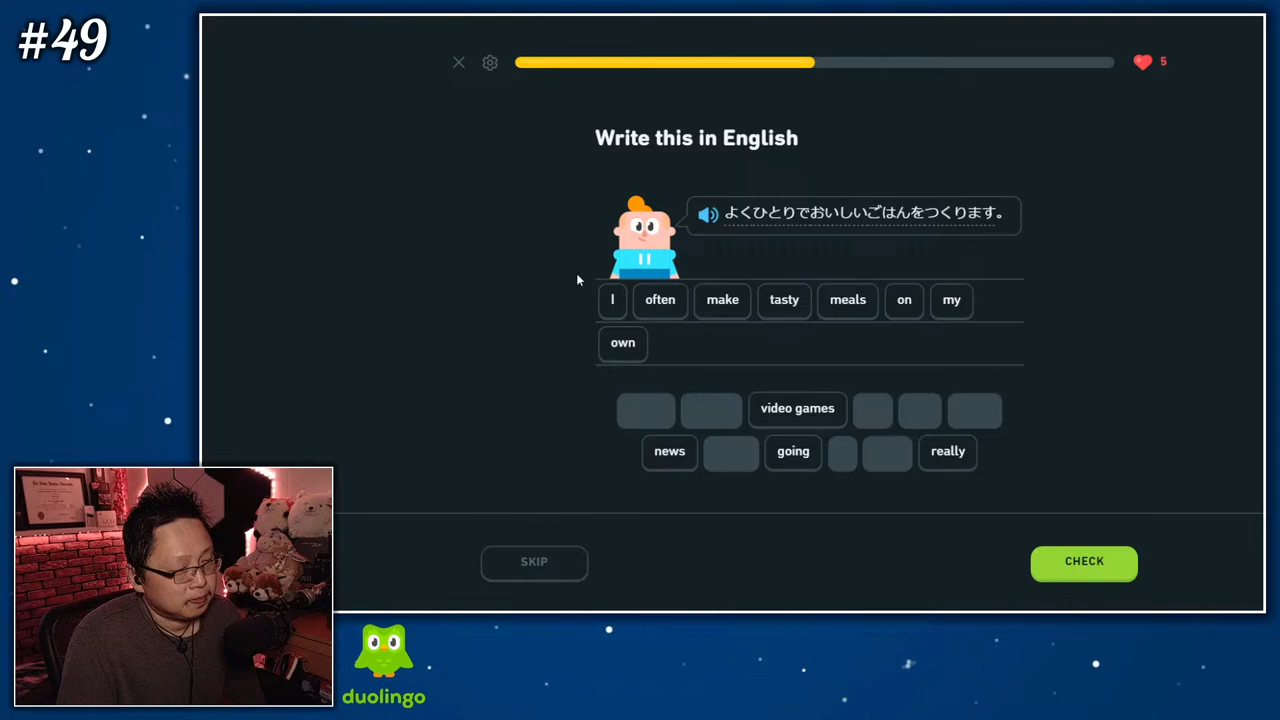 #49
5
Write this in English
よくひとりでおいしいごはんをつくります。
I often make tasty meals on my
own
video games
news going really
SKIP
CHECK
duolingo